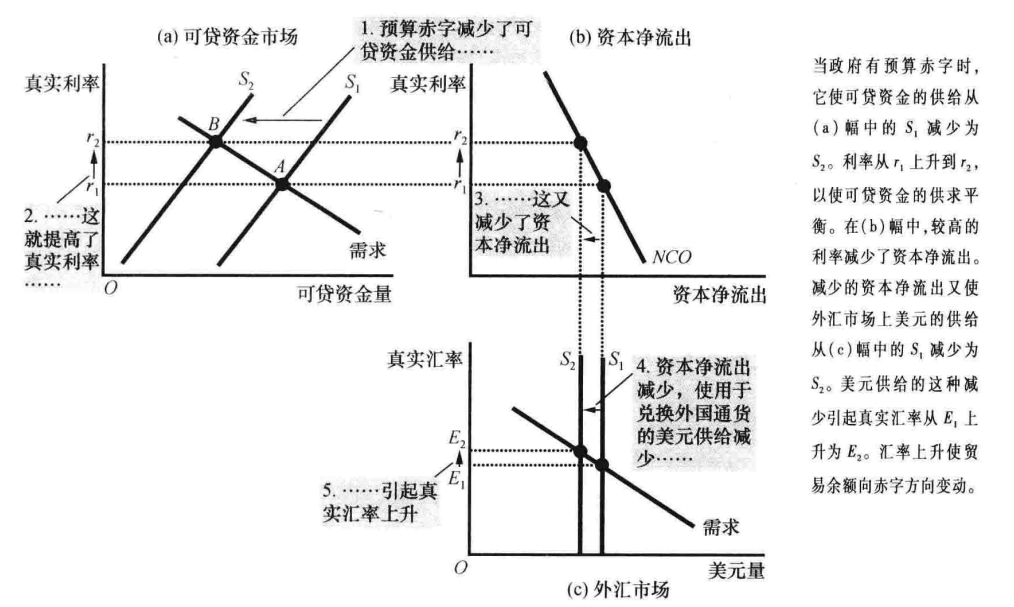 (a) 可贷资金市场
1. 预算赤字减少了可
贷资金供给……
(b) 资本净流出
真实利率
S₂
S₁
真实利率
B
A
r₂
r₁
r₂
r₁
2. ……这
就提高了
真实利率
……
需求
3. ……这又
减少了资
本净流出
NCO
O
可贷资金量
资本净流出
真实汇率
S₂
S₁
4. 资本净流出
减少，使用于
兑换外国通货
的美元供给减
少……
E₂
E₁
5. ……引起真
实汇率上升
需求
O
美元量
(c) 外汇市场
当政府有预算赤字时，
它使可贷资金的供给从
(a)幅中的 S₁ 减少为
S₂。利率从 r₁ 上升到 r₂，
以使可贷资金的供求平
衡。在(b)幅中，较高的
利率减少了资本净流出。
减少的资本净流出又使
外汇市场上美元的供给
从(c)幅中的 S₁ 减少为
S₂。美元供给的这种减
少引起真实汇率从 E₁ 上
升为 E₂。汇率上升使贸
易余额向赤字方向变动。